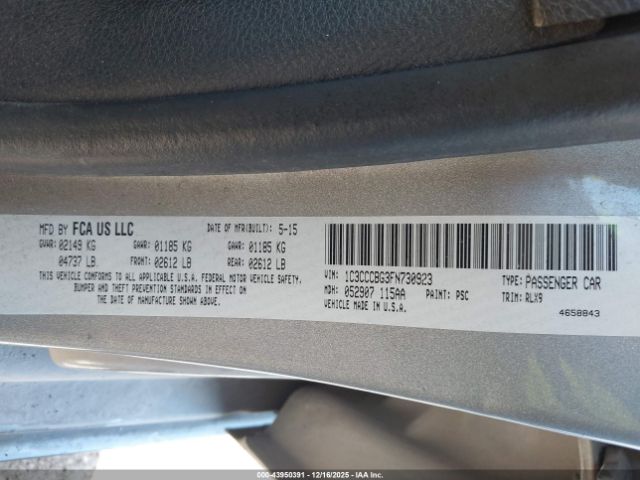 MFD BY FCA US LLC DATE OF MFR(BUILT): 5-15
GVWR: 02149 KG GAWR: 01185 KG GAWR: 01185 KG
04737 LB FRONT: 02612 LB REAR: 02612 LB
THIS VEHICLE CONFORMS TO ALL APPLICABLE U.S.A. FEDERAL MOTOR VEHICLE SAFETY,
BUMPER AND THEFT PREVENTION STANDARDS IN EFFECT ON
THE DATE OF MANUFACTURE SHOWN ABOVE.
VIN: 1C3CCCBG3FN730923 TYPE: PASSENGER CAR
MDH: 052907 115AA PAINT: PSC TRIM: RLX9
VEHICLE MADE IN U.S.A. 4658843
000-43950391 - 12/16/2025 - IAAI.COM